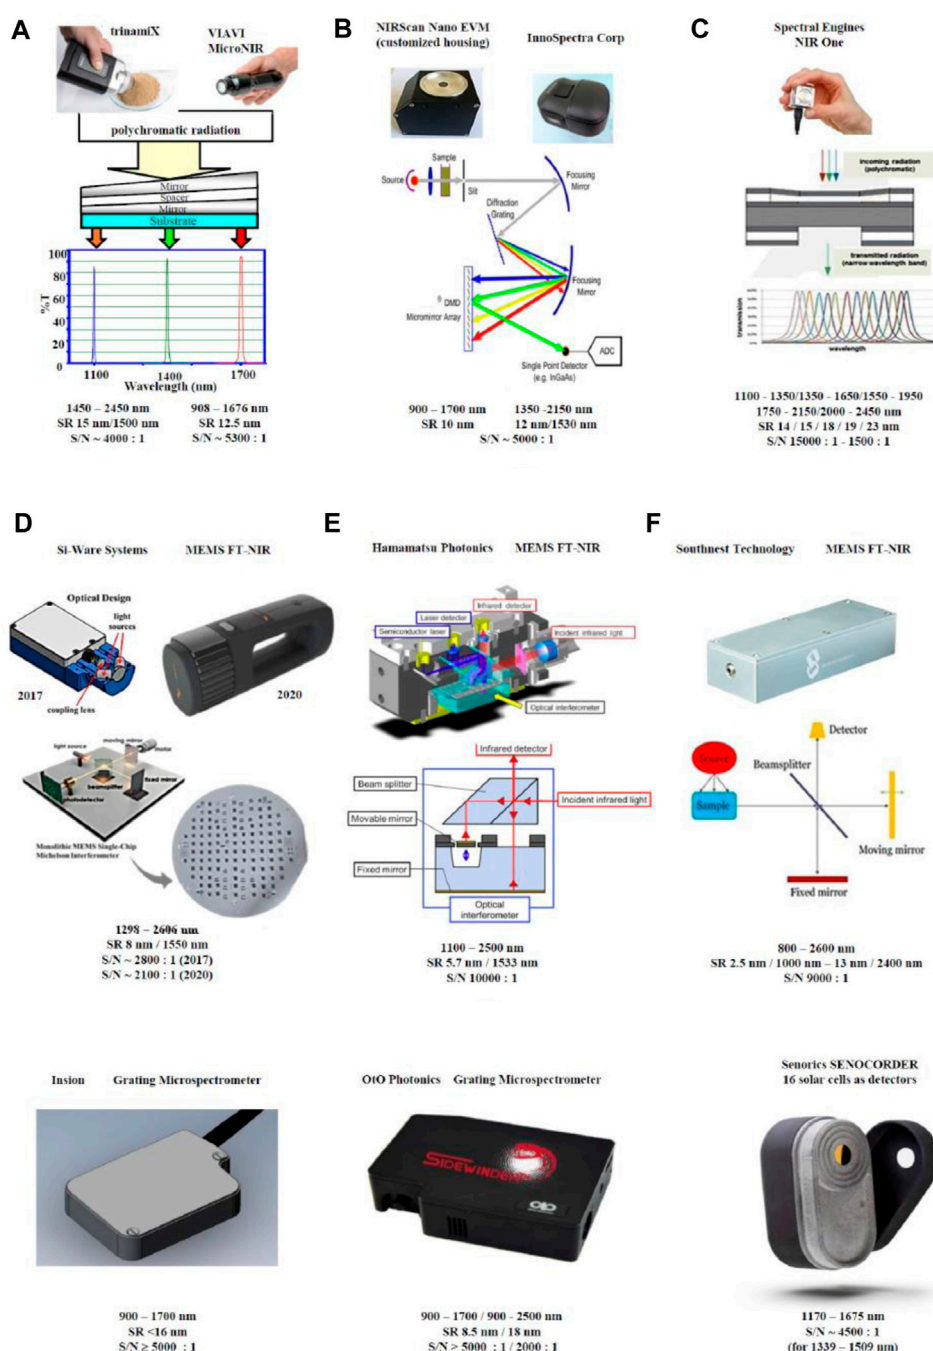 A
trinamiX
VIAVI
MicroNIR
polychromatic radiation
Mirror
Spacer
Mirror
Substrate
%T
100
80
60
40
20
0
1100
1400
1700
Wavelength (nm)
1450 – 2450 nm
908 – 1676 nm
SR 15 nm/1500 nm
SR 12.5 nm
S/N ~ 4000 : 1
S/N ~ 5300 : 1
B
NIRScan Nano EVM
(customized housing)
InnoSpectra Corp
Source
Sample
Slit
Focusing
Mirror
Diffraction
Grating
Focusing
Mirror
® DMD
Micromirror Array
Single Point Detector
(e.g. InGaAs)
ADC
900 – 1700 nm
1350 -2150 nm
SR 10 nm
12 nm/1530 nm
S/N ~ 5000 : 1
C
Spectral Engines
NIR One
incoming radiation
(polychromatic)
transmitted radiation
(narrow wavelength band)
transmission
wavelength
1100 - 1350/1350 - 1650/1550 - 1950
1750 - 2150/2000 - 2450 nm
SR 14 / 15 / 18 / 19 / 23 nm
S/N 15000 : 1 - 1500 : 1
D
Si-Ware Systems
MEMS FT-NIR
Optical Design
light
sources
2017
coupling lens
2020
moving mirror
light source
motor
beamsplitter
fixed mirror
photodetector
Monolithic MEMS Single-Chip
Michelson Interferometer
1298 – 2606 nm
SR 8 nm / 1550 nm
S/N ~ 2800 : 1 (2017)
S/N ~ 2100 : 1 (2020)
E
Hamamatsu Photonics
MEMS FT-NIR
Infrared detector
Laser detector
Semiconductor laser
Incident infrared light
Optical interferometer
Infrared detector
Beam splitter
Incident infrared light
Movable mirror
Fixed mirror
Optical
interferometer
1100 – 2500 nm
SR 5.7 nm / 1533 nm
S/N 10000 : 1
F
Southnest Technology
MEMS FT-NIR
Detector
Source
Beamsplitter
Sample
Moving mirror
Fixed mirror
800 – 2600 nm
SR 2.5 nm / 1000 nm – 13 nm / 2400 nm
S/N 9000 : 1
Insion
Grating Microspectrometer
900 – 1700 nm
SR <16 nm
S/N ≥ 5000 : 1
OtO Photonics
Grating Microspectrometer
SIDEWINDER
oto
900 – 1700 / 900 - 2500 nm
SR 8.5 nm / 18 nm
S/N > 5000 : 1 / 2000 : 1
Senorics SENOCORDER
16 solar cells as detectors
1170 – 1675 nm
S/N ~ 4500 : 1
(for 1339 – 1509 nm)